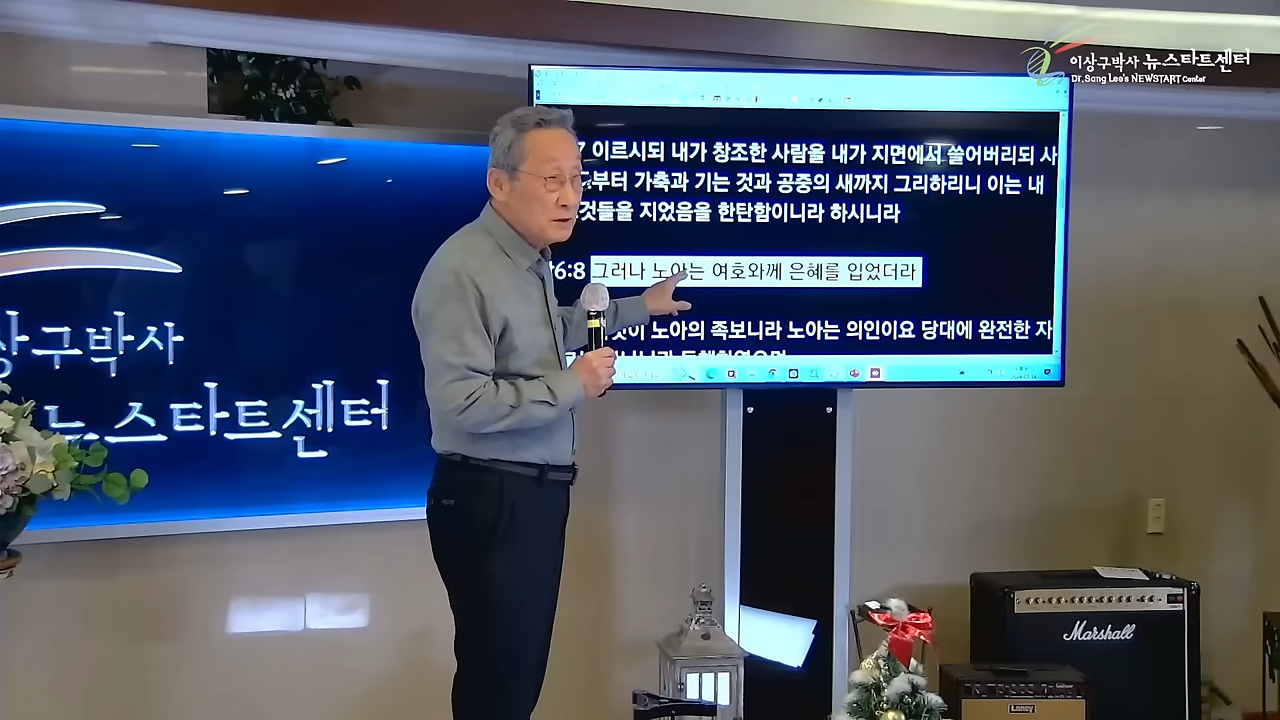 이상구박사 뉴스타트센터
Dr. Sang Lee's NEWSTART Center
7 이르시되 내가 창조한 사람을 내가 지면에서 쓸어버리되 사
부터 가축과 기는 것과 공중의 새까지 그리하리니 이는 내
것들을 지었음을 한탄함이니라 하시니라
6:8 그러나 노아는 여호와께 은혜를 입었더라
것이 노아의 족보니라 노아는 의인이요 당대에 완전한 자
상구박사
뉴스타트센터
Marshall
Laney